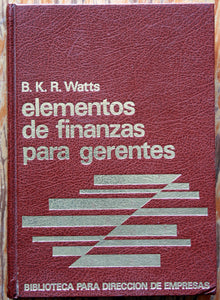 B. K. R. Watts
elementos
de finanzas
para gerentes
BIBLIOTECA PARA DIRECCION DE EMPRESAS